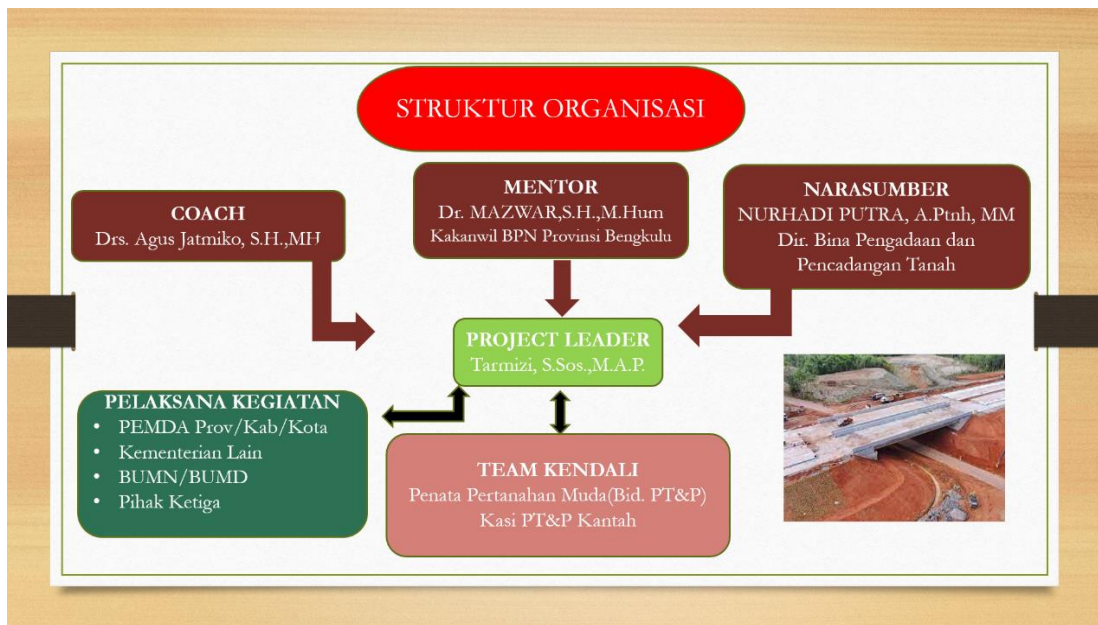 STRUKTUR ORGANISASI
COACH
Drs. Agus Jatmiko, S.H.,MH
MENTOR
Dr. MAZWAR,S.H.,M.Hum
Kakanwil BPN Provinsi Bengkulu
NARASUMBER
NURHADI PUTRA, A.Ptnh, MM
Dir. Bina Pengadaan dan
Pencadangan Tanah
PROJECT LEADER
Tarmizi, S.Sos.,M.A.P.
PELAKSANA KEGIATAN
• PEMDA Prov/Kab/Kota
• Kementerian Lain
• BUMN/BUMD
• Pihak Ketiga
TEAM KENDALI
Penata Pertanahan Muda(Bid. PT&P)
Kasi PT&P Kantah